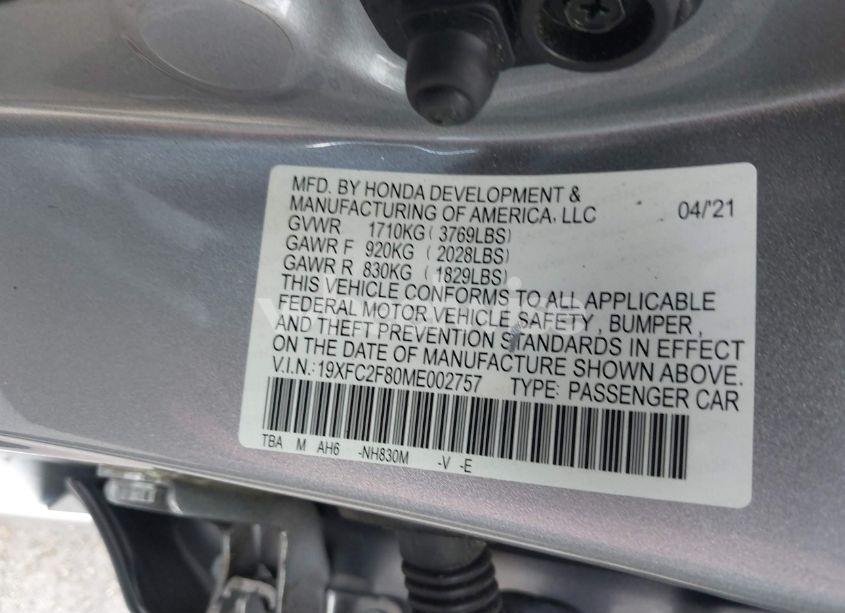 MFD. BY HONDA DEVELOPMENT &
MANUFACTURING OF AMERICA, LLC 04/'21
GVWR 1710KG ( 3769LBS)
GAWR F 920KG ( 2028LBS)
GAWR R 830KG ( 1829LBS)
THIS VEHICLE CONFORMS TO ALL APPLICABLE
FEDERAL MOTOR VEHICLE SAFETY , BUMPER ,
AND THEFT PREVENTION STANDARDS IN EFFECT
ON THE DATE OF MANUFACTURE SHOWN ABOVE.
V.I.N.:19XFC2F80ME002757 TYPE: PASSENGER CAR
TBA M AH6 -NH830M -V -E